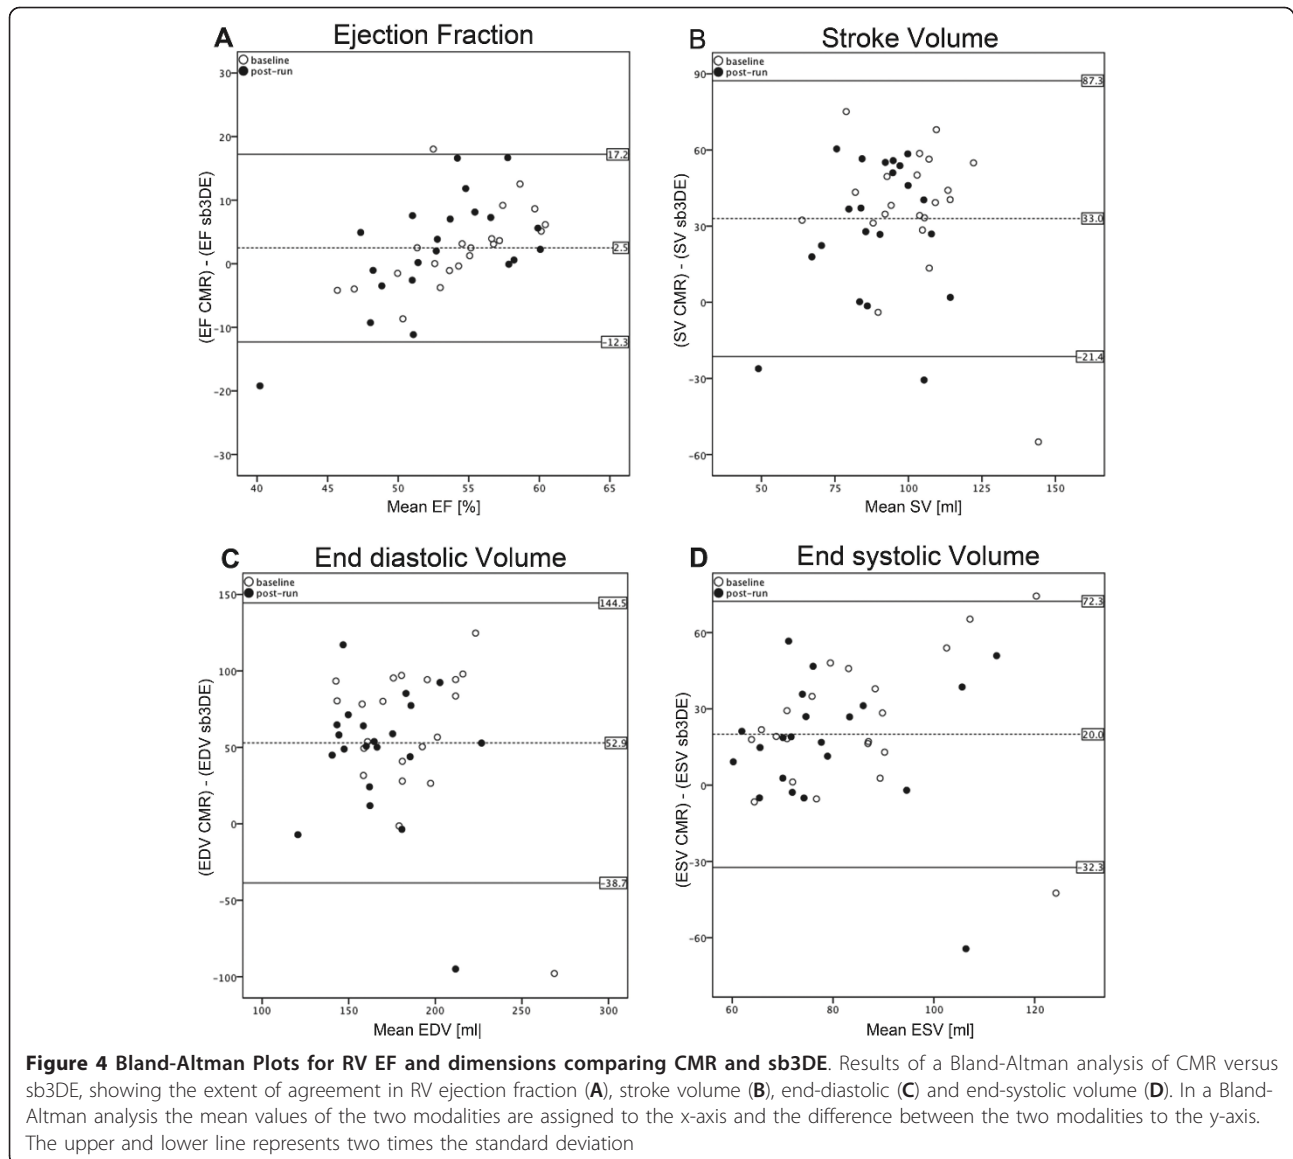 A Ejection Fraction
baseline
post-run
30
20
10
0
-10
-20
-30
17.2
2.5
-12.3
(EF CMR) - (EF sb3DE)
40 45 50 55 60 65
Mean EF [%]
B Stroke Volume
baseline
post-run
90
60
30
0
-30
-60
87.3
33.0
-21.4
(SV CMR) - (SV sb3DE)
50 75 100 125 150
Mean SV [ml]
C End diastolic Volume
baseline
post-run
150
100
50
0
-50
-100
144.5
52.9
-38.7
(EDV CMR) - (EDV sb3DE)
100 150 200 250 300
Mean EDV [ml|
D End systolic Volume
baseline
post-run
60
30
0
-30
-60
72.3
20.0
-32.3
(ESV CMR) - (ESV sb3DE)
60 80 100 120
Mean ESV [ml]
Figure 4 Bland-Altman Plots for RV EF and dimensions comparing CMR and sb3DE. Results of a Bland-Altman analysis of CMR versus
sb3DE, showing the extent of agreement in RV ejection fraction (A), stroke volume (B), end-diastolic (C) and end-systolic volume (D). In a Bland-
Altman analysis the mean values of the two modalities are assigned to the x-axis and the difference between the two modalities to the y-axis.
The upper and lower line represents two times the standard deviation